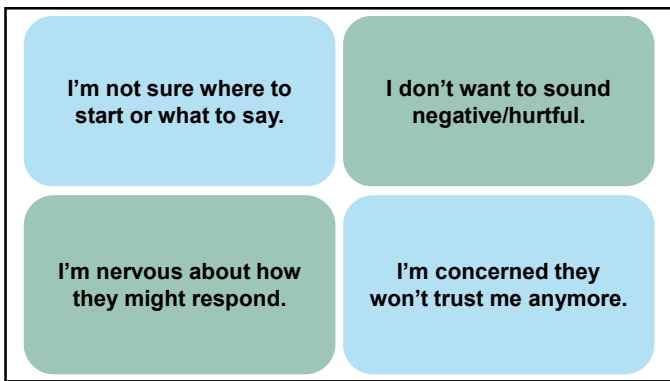 I’m not sure where to
start or what to say.
I don’t want to sound
negative/hurtful.
I’m nervous about how
they might respond.
I’m concerned they
won’t trust me anymore.